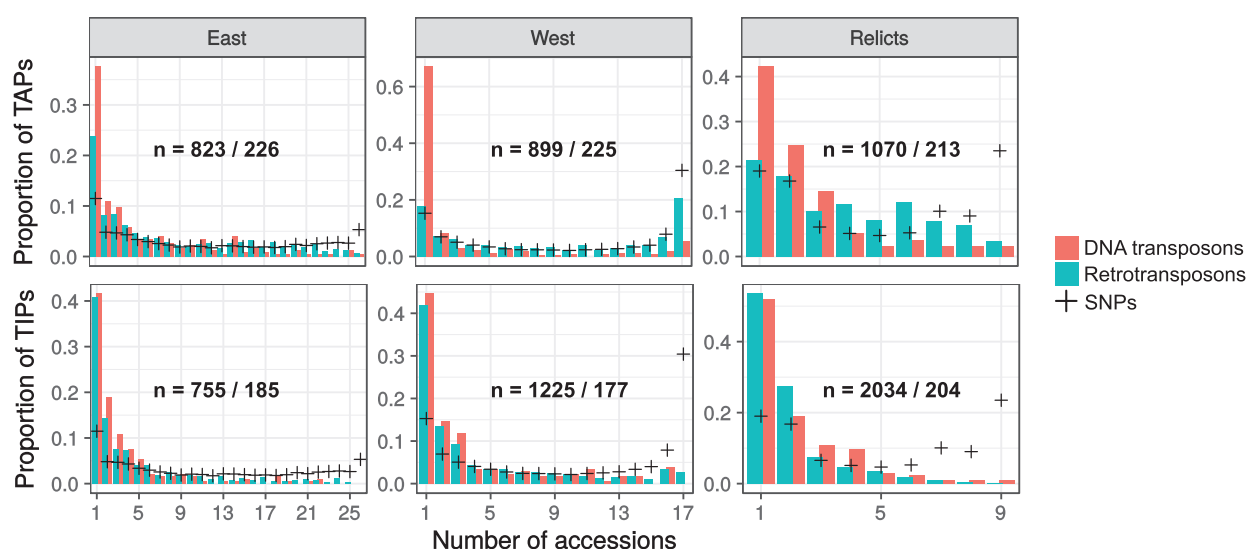 East West Relicts
Proportion of TAPs
0.3
0.2
0.1
0.0
n = 823 / 226
0.6
0.4
0.2
0.0
n = 899 / 225
0.4
0.3
0.2
0.1
0.0
n = 1070 / 213
DNA transposons
Retrotransposons
SNPs
Proportion of TIPs
0.4
0.3
0.2
0.1
0.0
n = 755 / 185
0.4
0.3
0.2
0.1
0.0
n = 1225 / 177
0.4
0.2
0.0
n = 2034 / 204
1 5 9 13 17 21 25
1 5 9 13 17
1 5 9
Number of accessions